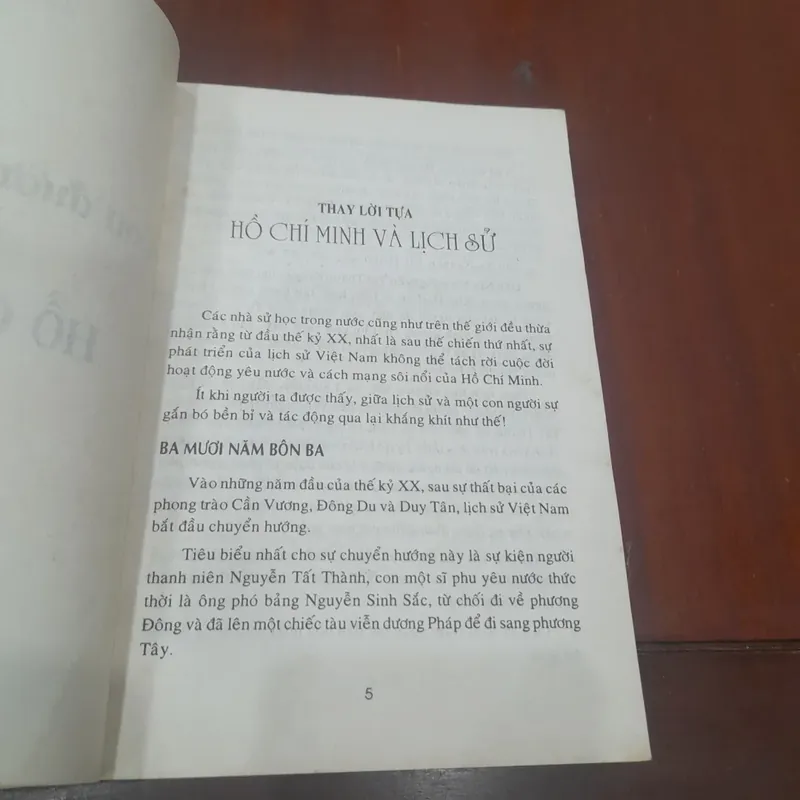 THAY LỜI TỰA
HỒ CHÍ MINH VÀ LỊCH SỬ
Các nhà sử học trong nước cũng như trên thế giới đều thừa
nhận rằng từ đầu thế kỷ XX, nhất là sau thế chiến thứ nhất, sự
phát triển của lịch sử Việt Nam không thể tách rời cuộc đời
hoạt động yêu nước và cách mạng sôi nổi của Hồ Chí Minh.
Ít khi người ta được thấy, giữa lịch sử và một con người sự
gắn bó bền bỉ và tác động qua lại khắng khít như thế!
BA MƯƠI NĂM BÔN BA
Vào những năm đầu của thế kỷ XX, sau sự thất bại của các
phong trào Cần Vương, Đông Du và Duy Tân, lịch sử Việt Nam
bắt đầu chuyển hướng.
Tiêu biểu nhất cho sự chuyển hướng này là sự kiện người
thanh niên Nguyễn Tất Thành, con một sĩ phu yêu nước thức
thời là ông phó bảng Nguyễn Sinh Sắc, từ chối đi về phương
Đông và đã lên một chiếc tàu viễn dương Pháp để đi sang phương
Tây.
5